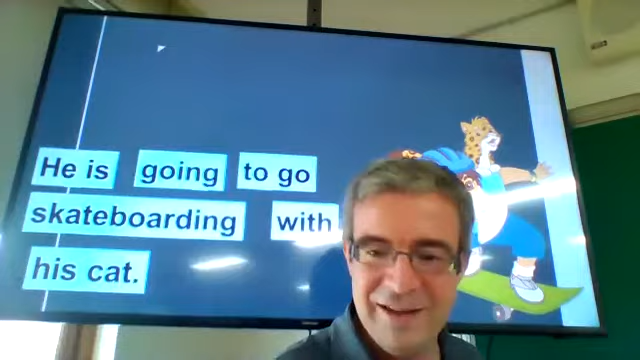 He is going to go
skateboarding with
his cat.